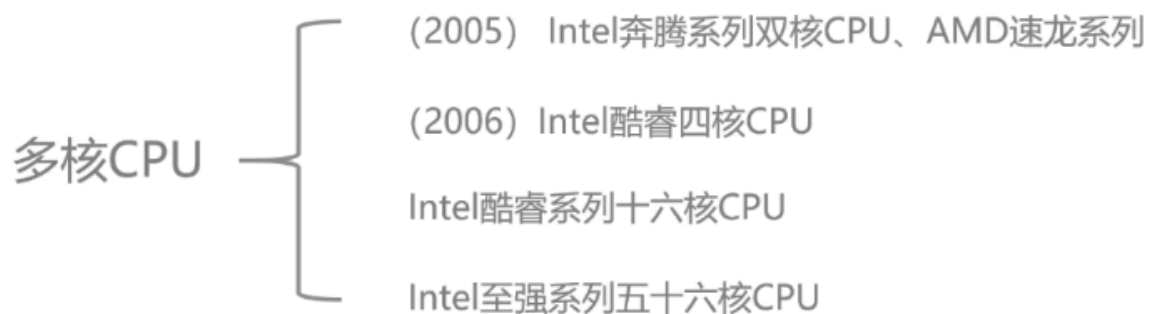 多核CPU
(2005) Intel奔腾系列双核CPU、AMD速龙系列
(2006) Intel酷睿四核CPU
Intel酷睿系列十六核CPU
Intel至强系列五十六核CPU